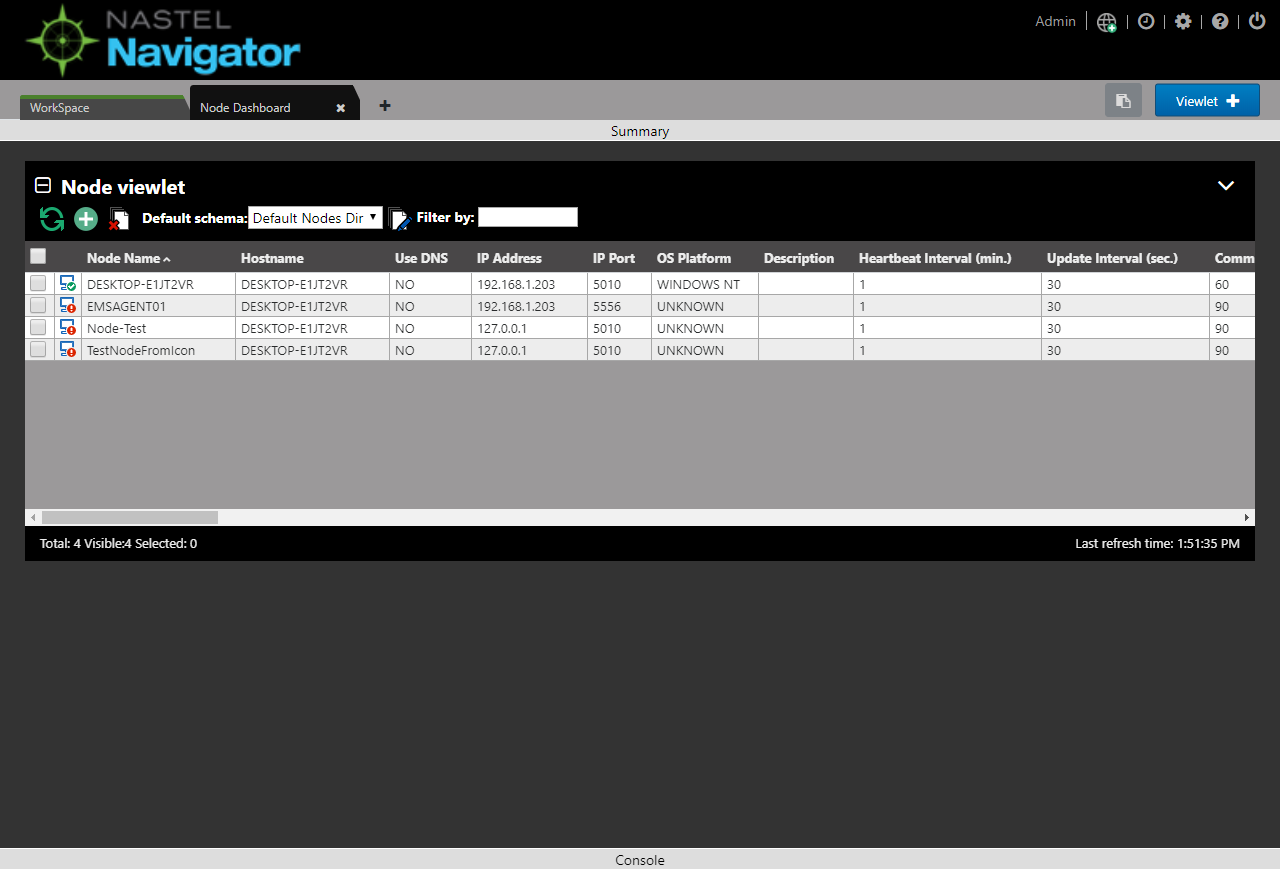 NASTEL
Navigator
Admin
WorkSpace
Node Dashboard
Viewlet
Summary
Node viewlet
Default schema: Default Nodes Dir Filter by:
Node Name Hostname Use DNS IP Address IP Port OS Platform Description Heartbeat Interval (min.) Update Interval (sec.) Comm
DESKTOP-E1JT2VR DESKTOP-E1JT2VR NO 192.168.1.203 5010 WINDOWS NT 1 30 60
EMSAGENT01 DESKTOP-E1JT2VR NO 192.168.1.203 5556 UNKNOWN 1 30 90
Node-Test DESKTOP-E1JT2VR NO 127.0.0.1 5010 UNKNOWN 1 30 90
TestNodeFromIcon DESKTOP-E1JT2VR NO 127.0.0.1 5010 UNKNOWN 1 30 90
Total: 4 Visible:4 Selected: 0 Last refresh time: 1:51:35 PM
Console